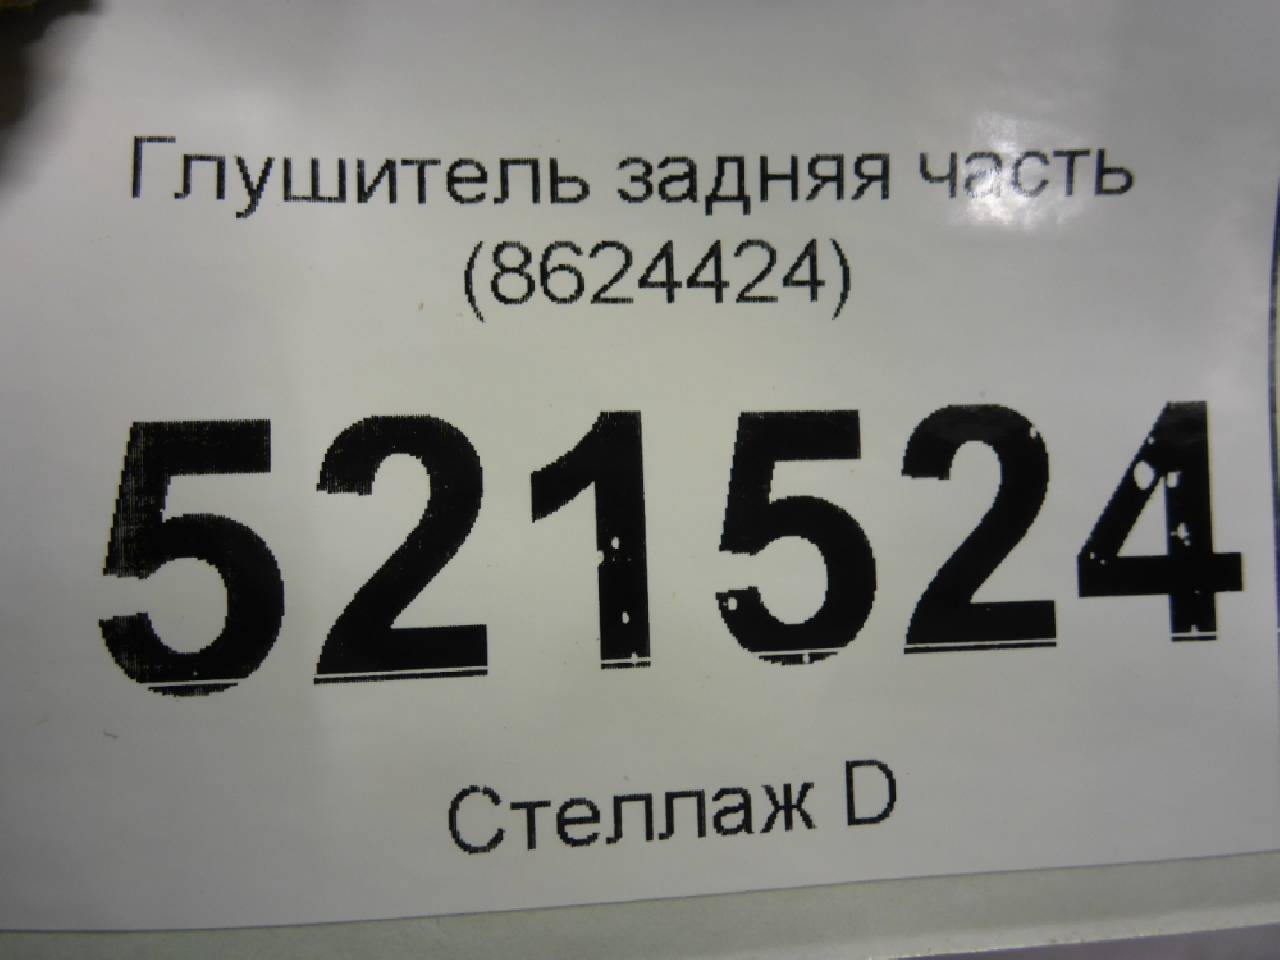 Глушитель задняя часть
(8624424)
521524
Стеллаж D